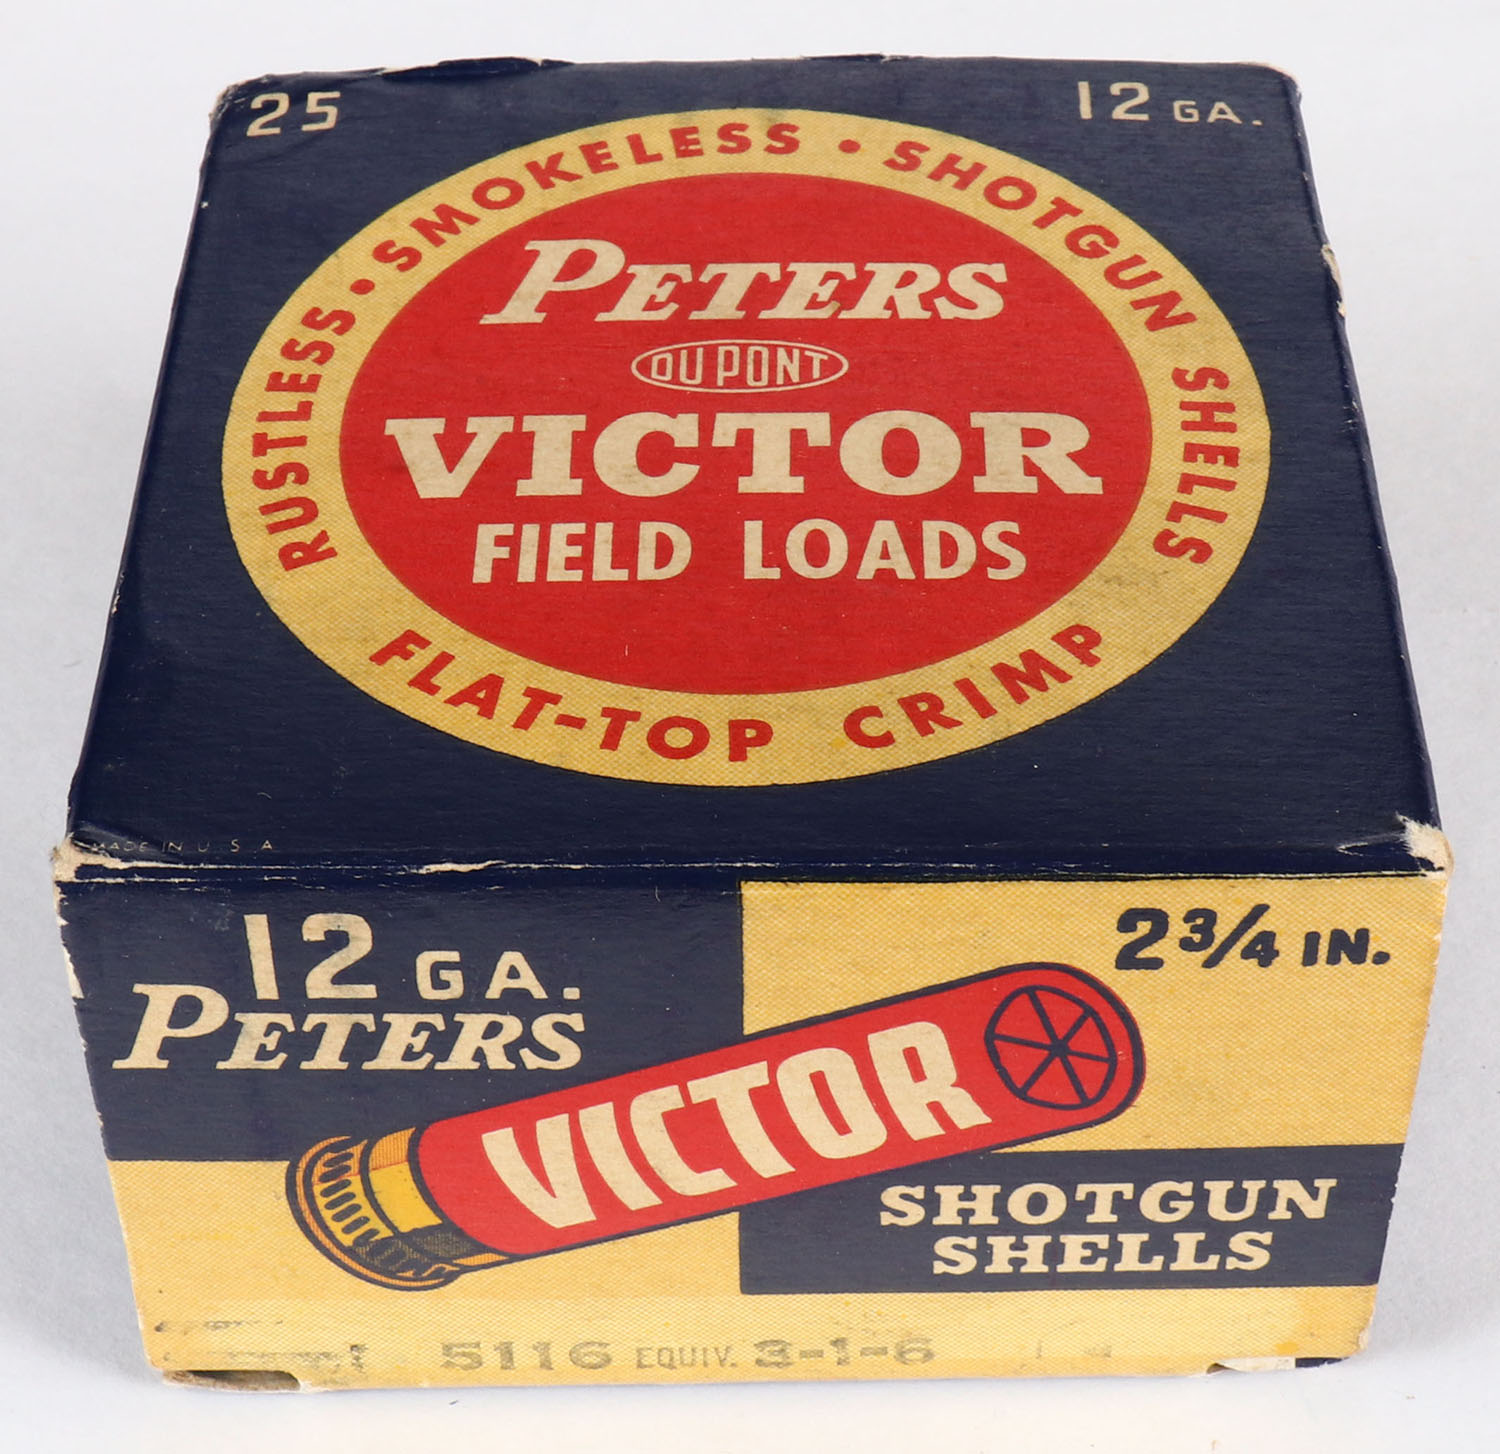 25
12 GA.
RUSTLESS • SMOKELESS • SHOTGUN SHELLS
PETERS
DU PONT
VICTOR
FIELD LOADS
FLAT-TOP CRIMP
MADE IN U S A
12 GA.
PETERS
2 3/4 IN.
VICTOR
SHOTGUN
SHELLS
5116 EQUIV. 3-1-6